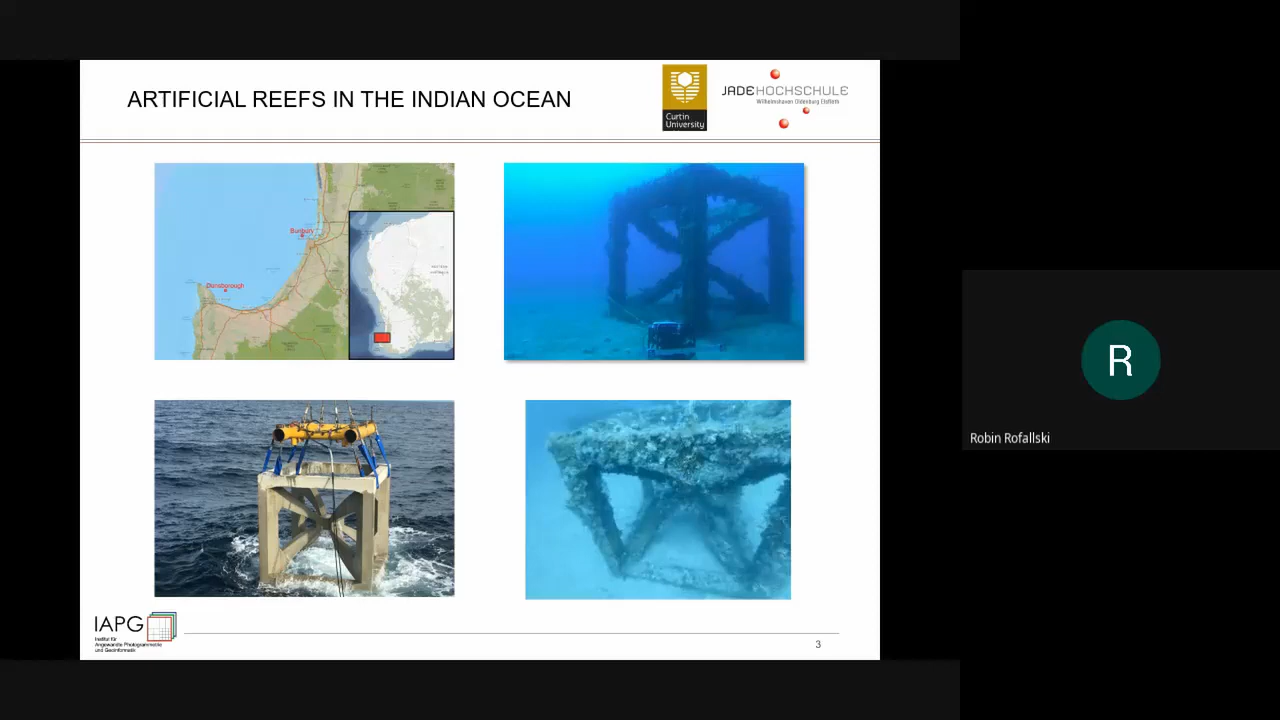 ARTIFICIAL REEFS IN THE INDIAN OCEAN
Curtin
University
JADEHOCHSCHULE
Wilhelmshaven Oldenburg Elsfleth
Bunbury
Dunsborough
IAPG
Institut für
Angewandte Photogrammetrie
und Geoinformatik
3
R
Robin Rofallski